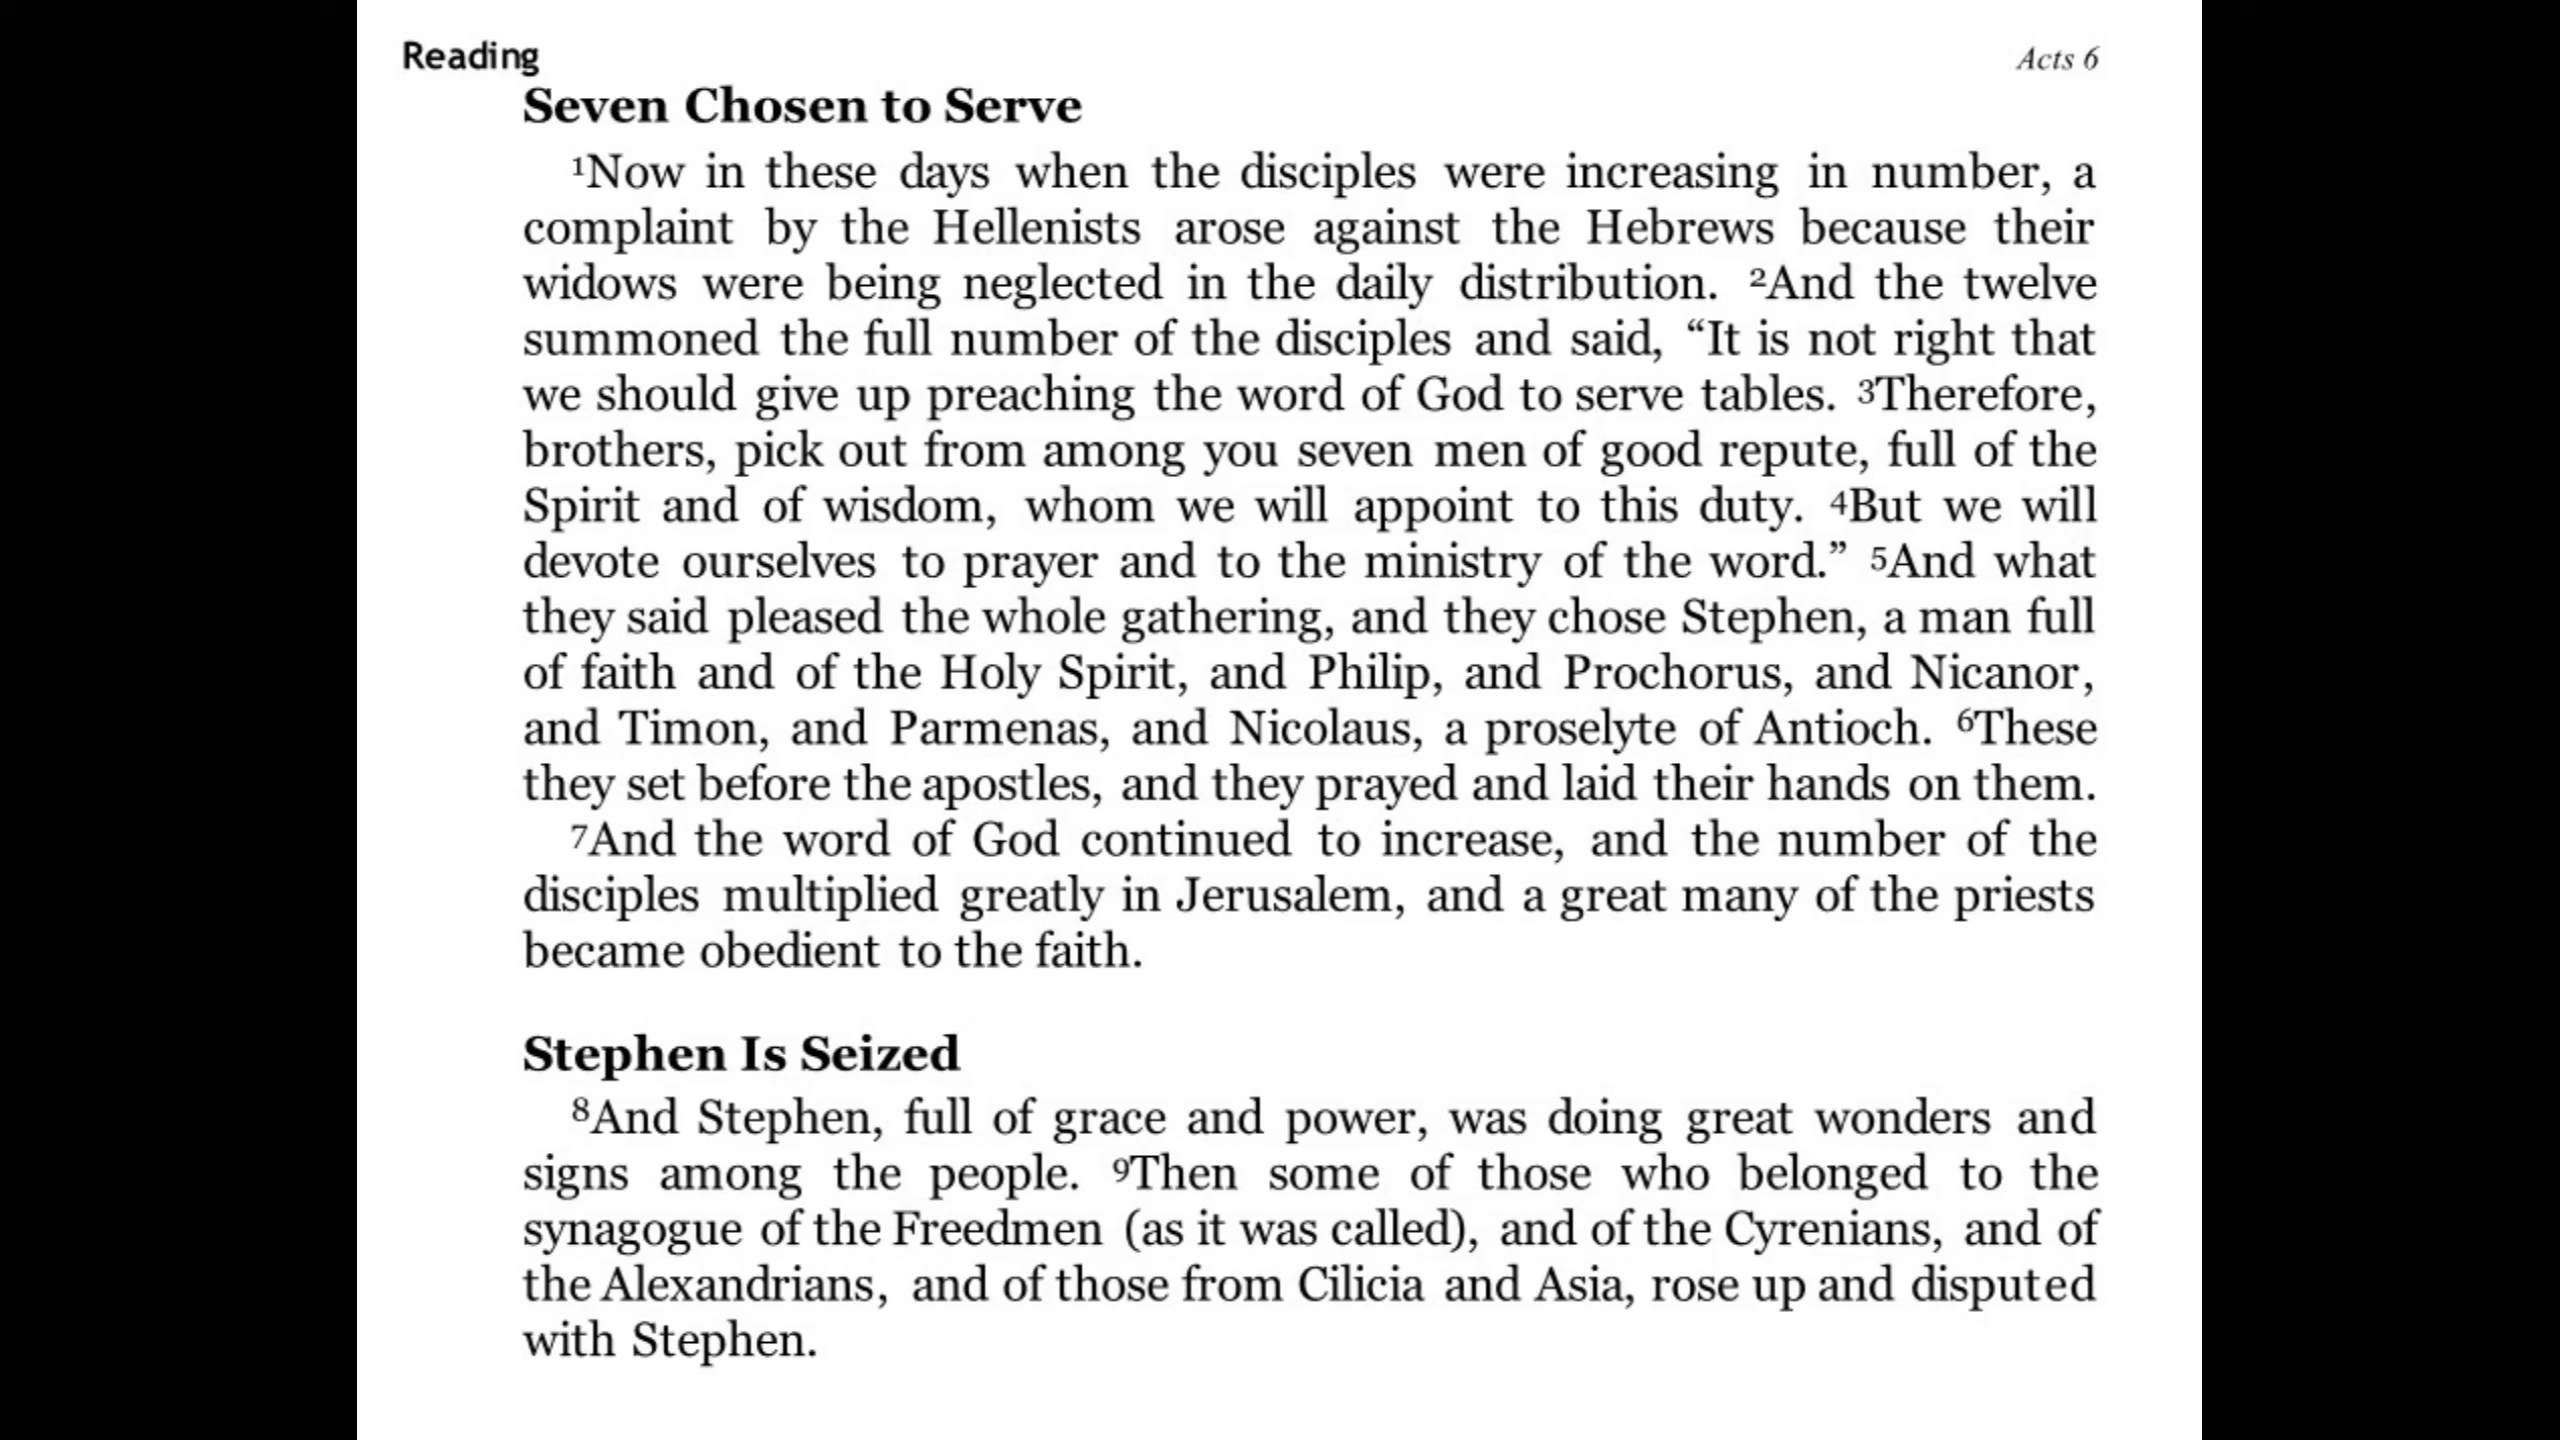 Reading
Acts 6
Seven Chosen to Serve
¹Now in these days when the disciples were increasing in number, a
complaint by the Hellenists arose against the Hebrews because their
widows were being neglected in the daily distribution. ²And the twelve
summoned the full number of the disciples and said, “It is not right that
we should give up preaching the word of God to serve tables. ³Therefore,
brothers, pick out from among you seven men of good repute, full of the
Spirit and of wisdom, whom we will appoint to this duty. ⁴But we will
devote ourselves to prayer and to the ministry of the word.” ⁵And what
they said pleased the whole gathering, and they chose Stephen, a man full
of faith and of the Holy Spirit, and Philip, and Prochorus, and Nicanor,
and Timon, and Parmenas, and Nicolaus, a proselyte of Antioch. ⁶These
they set before the apostles, and they prayed and laid their hands on them.
⁷And the word of God continued to increase, and the number of the
disciples multiplied greatly in Jerusalem, and a great many of the priests
became obedient to the faith.
Stephen Is Seized
⁸And Stephen, full of grace and power, was doing great wonders and
signs among the people. ⁹Then some of those who belonged to the
synagogue of the Freedmen (as it was called), and of the Cyrenians, and of
the Alexandrians, and of those from Cilicia and Asia, rose up and disputed
with Stephen.